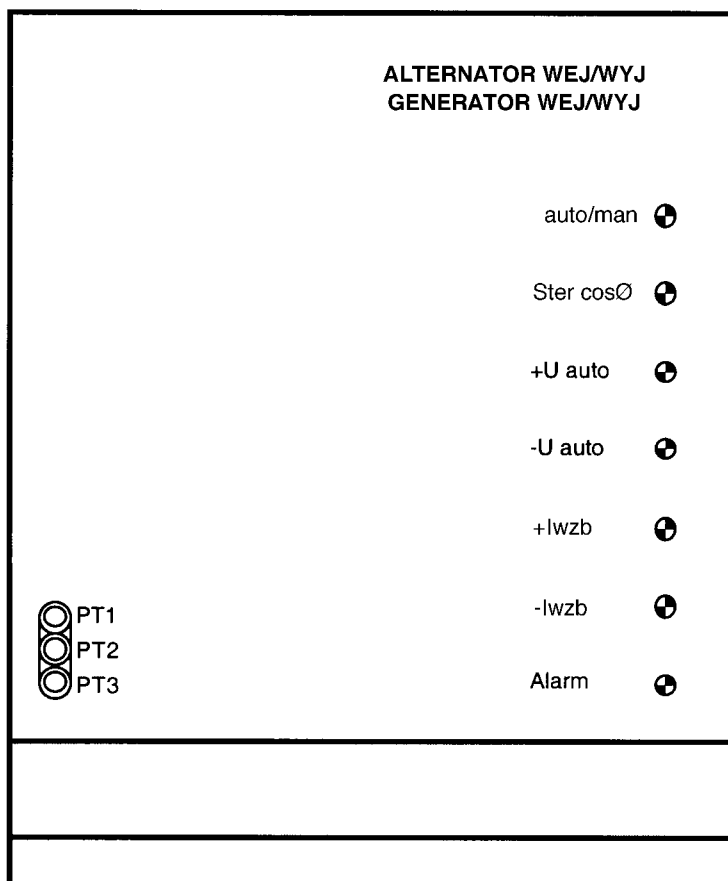 ALTERNATOR WEJ/WYJ
GENERATOR WEJ/WYJ
auto/man
Ster cosØ
+U auto
-U auto
+Iwzb
-Iwzb
PT1
PT2
PT3
Alarm